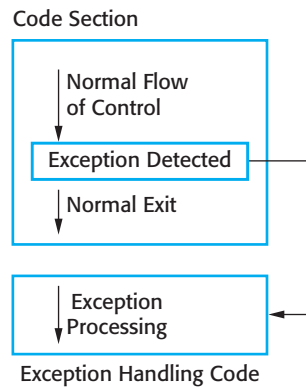 Code Section
Normal Flow
of Control
Exception Detected
Normal Exit
Exception
Processing
Exception Handling Code